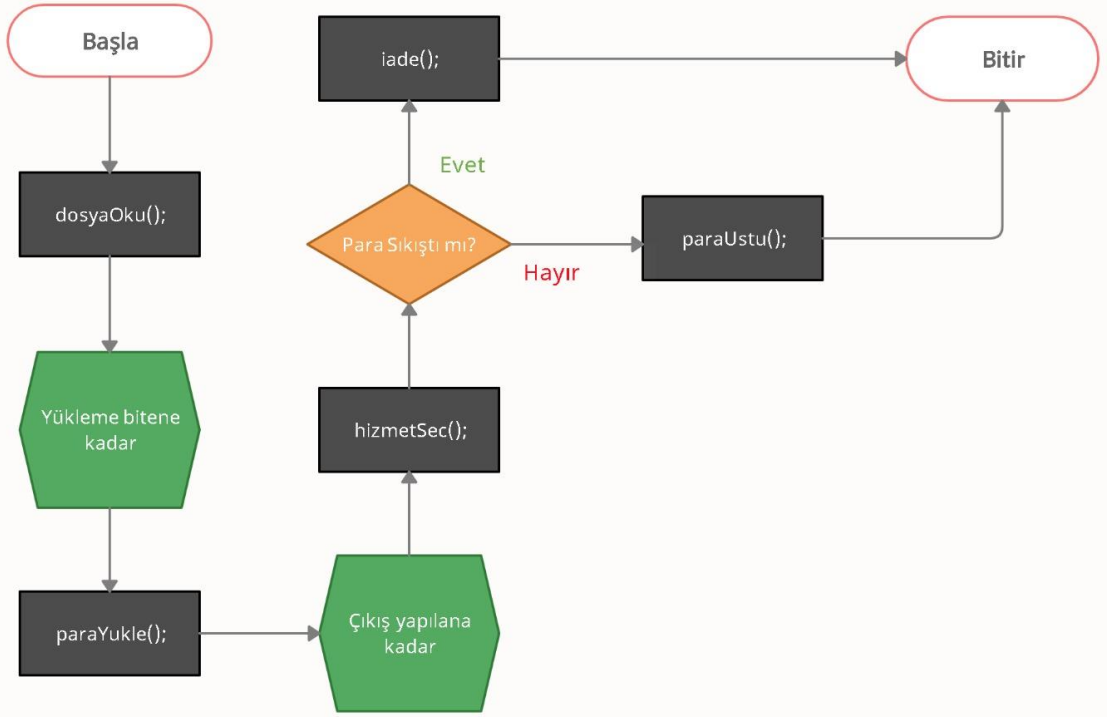 Başla
dosyaOku();
Yükleme bitene
kadar
paraYukle();
Çıkış yapılana
kadar
hizmetSec();
Para Sıkıştı mı?
Evet
iade();
Hayır
paraUstu();
Bitir